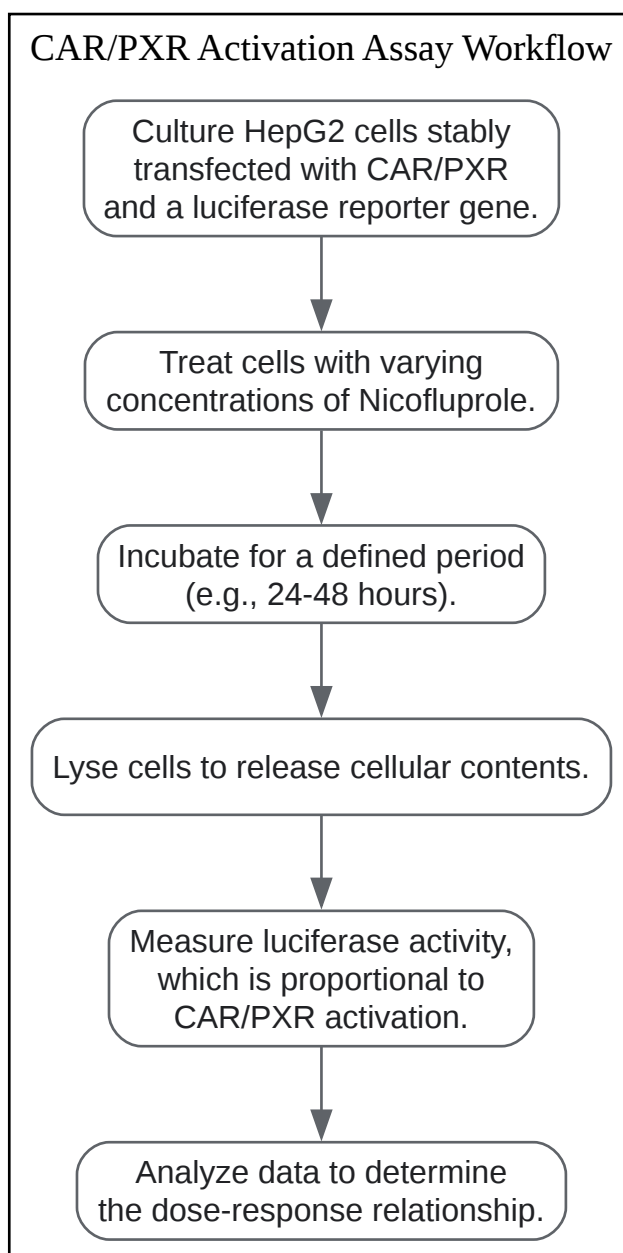 CAR/PXR Activation Assay Workflow
Culture HepG2 cells stably
transfected with CAR/PXR
and a luciferase reporter gene.
Treat cells with varying
concentrations of Nicofluprole.
Incubate for a defined period
(e.g., 24-48 hours).
Lyse cells to release cellular contents.
Measure luciferase activity,
which is proportional to
CAR/PXR activation.
Analyze data to determine
the dose-response relationship.